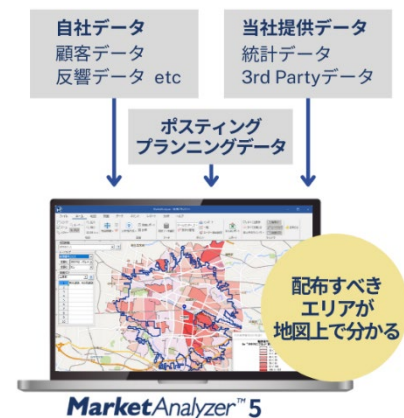 自社データ
顧客データ
反響データ etc
当社提供データ
統計データ
3rd Partyデータ
ポスティング
プランニングデータ
配布すべき
エリアが
地図上で分かる
MarketAnalyzer™ 5